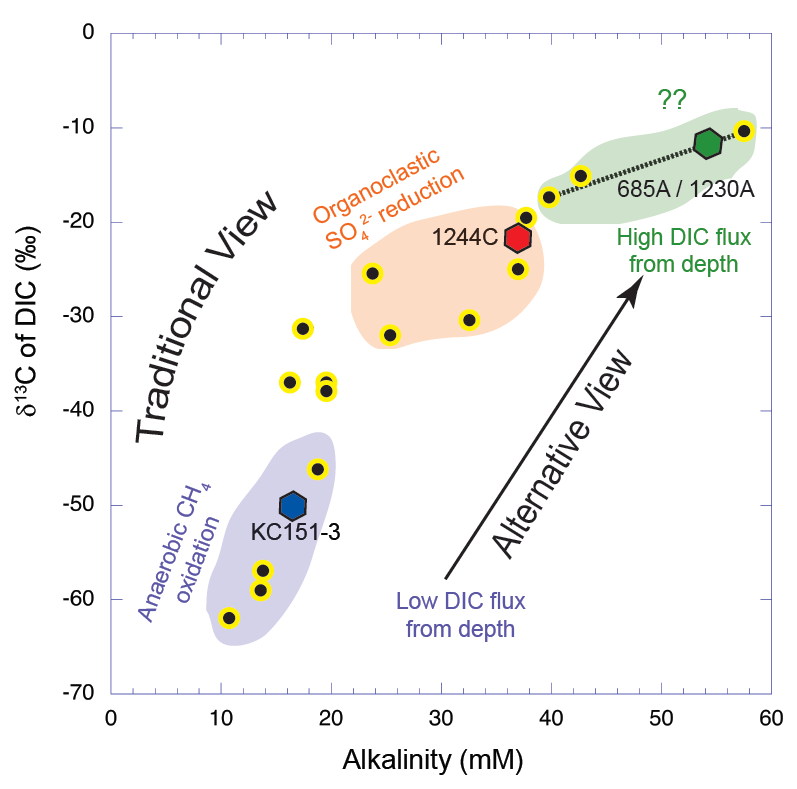 0
-10
-20
-30
-40
-50
-60
-70
0
10
20
30
40
50
60
δ¹³C of DIC (‰)
Alkalinity (mM)
Traditional View
Organoclastic
SO₄²⁻ reduction
??
685A / 1230A
1244C
High DIC flux
from depth
Alternative View
Anaerobic CH₄
oxidation
KC151-3
Low DIC flux
from depth